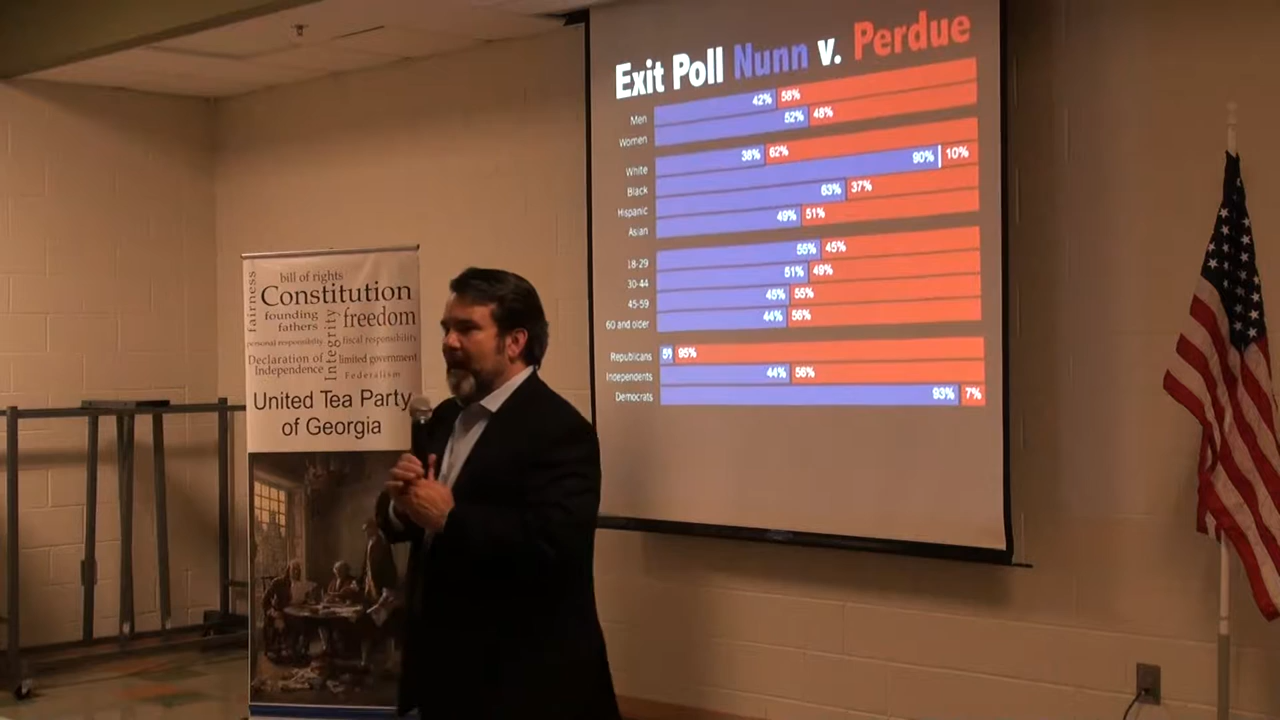 Exit Poll Nunn v. Perdue
Men 42% 58%
Women 52% 48%
White 38% 62%
Black 90% 10%
Hispanic 63% 37%
Asian 49% 51%
18-29 55% 45%
30-44 51% 49%
45-59 45% 55%
60 and older 44% 56%
Republicans 5% 95%
Independents 44% 56%
Democrats 93% 7%
fairness
bill of rights
Constitution
founding
fathers
Integrity
freedom
personal responsibility
fiscal responsibility
Declaration of
Independence
limited government
Federalism
United Tea Party
of Georgia